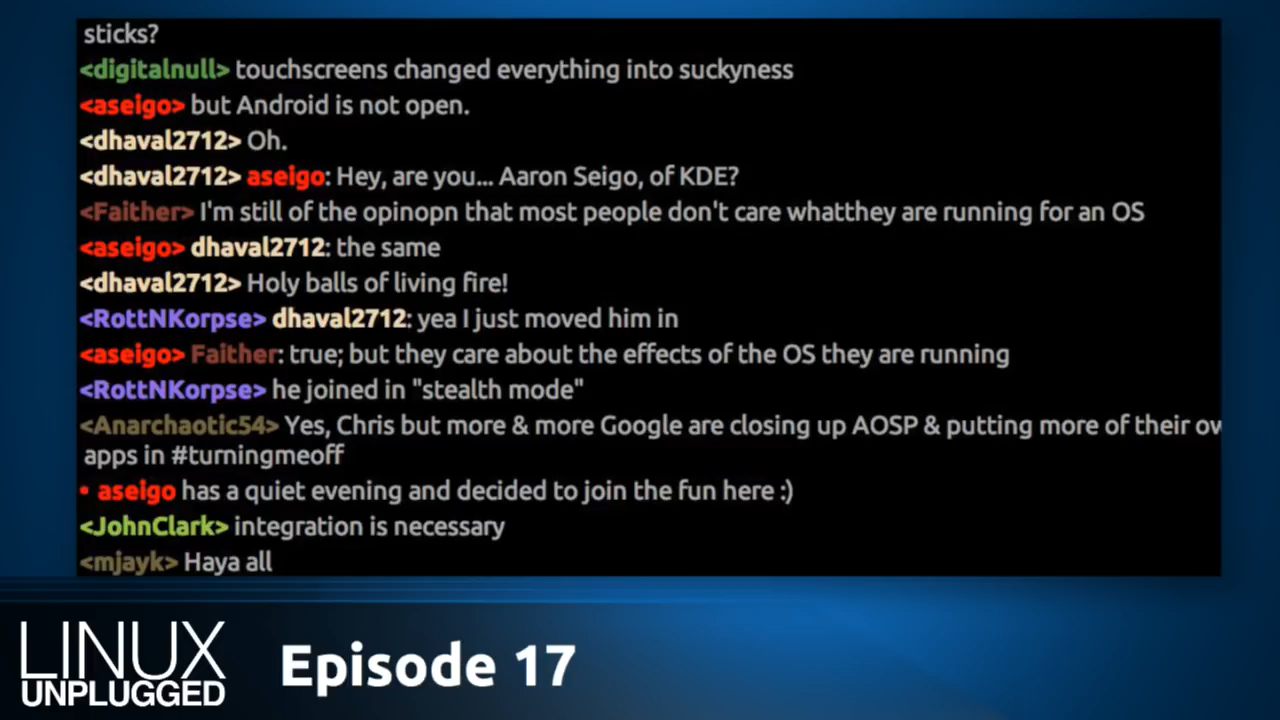 sticks?
<digitalnull> touchscreens changed everything into suckyness
<aseigo> but Android is not open.
<dhaval2712> Oh.
<dhaval2712> aseigo: Hey, are you... Aaron Seigo, of KDE?
<Faither> I'm still of the opinopn that most people don't care whatthey are running for an OS
<aseigo> dhaval2712: the same
<dhaval2712> Holy balls of living fire!
<RottNKorpse> dhaval2712: yea I just moved him in
<aseigo> Faither: true; but they care about the effects of the OS they are running
<RottNKorpse> he joined in "stealth mode"
<Anarchaotic54> Yes, Chris but more & more Google are closing up AOSP & putting more of their ow
apps in #turningmeoff
• aseigo has a quiet evening and decided to join the fun here :)
<JohnClark> integration is necessary
<mjayk> Haya all
LINUX
UNPLUGGED
Episode 17